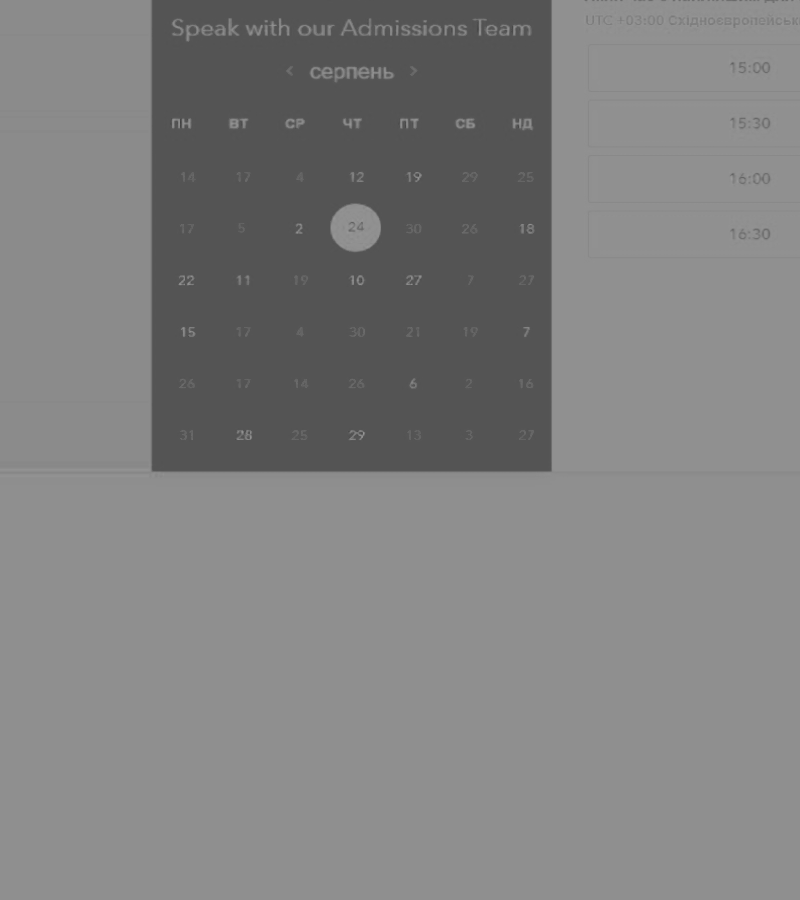 Speak with our Admissions Team
< серпень >
ПН ВТ СР ЧТ ПТ СБ НД
14 17 4 12 19 29 25
17 5 2 24 30 26 18
22 11 19 10 27 7 27
15 17 4 30 21 19 7
26 17 14 26 6 2 16
31 28 25 29 13 3 27
UTC +03:00
15:00
15:30
16:00
16:30